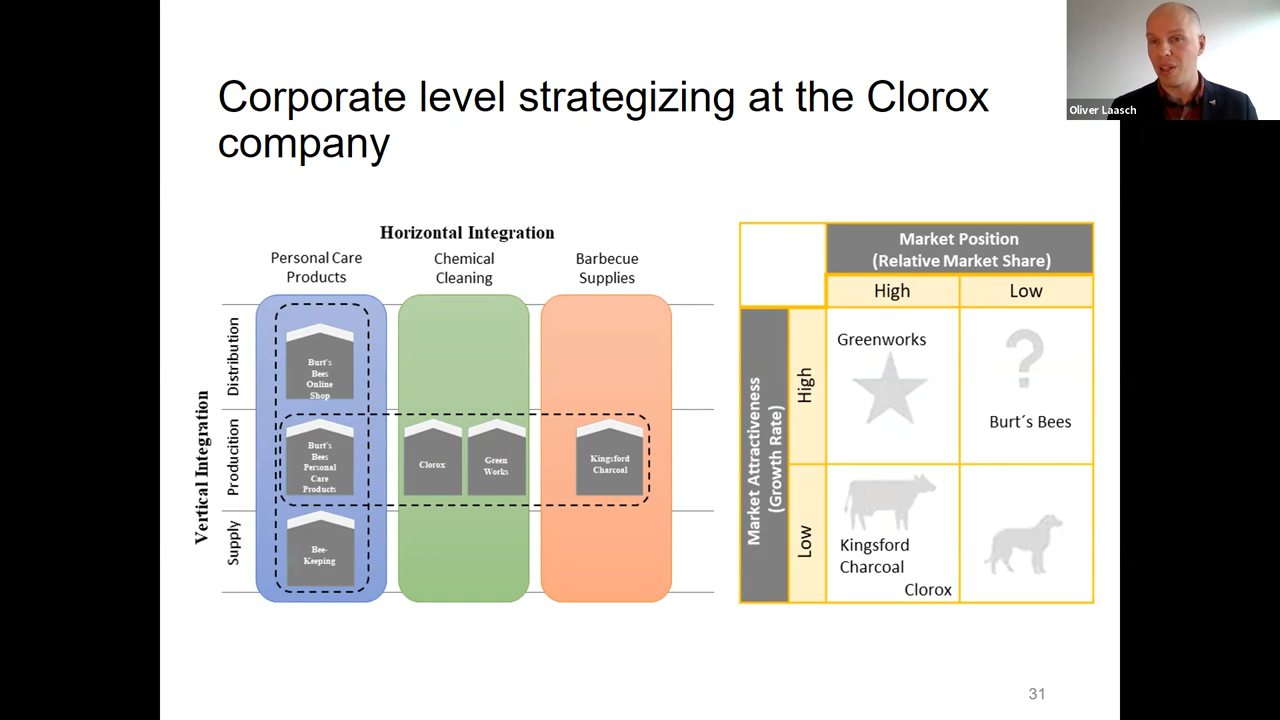 Oliver Laasch
Corporate level strategizing at the Clorox
company
Horizontal Integration
Personal Care
Products
Chemical
Cleaning
Barbecue
Supplies
Vertical Integration
Distribution
Producition
Supply
Burt's
Bees
Online
Shop
Burt's
Bees
Personal
Care
Products
Clorox
Green
Works
Kingsford
Charcoal
Bee-
Keeping
Market Position
(Relative Market Share)
High
Low
Market Attractiveness
(Growth Rate)
High
Low
Greenworks
?
Burt´s Bees
Kingsford
Charcoal
Clorox
31